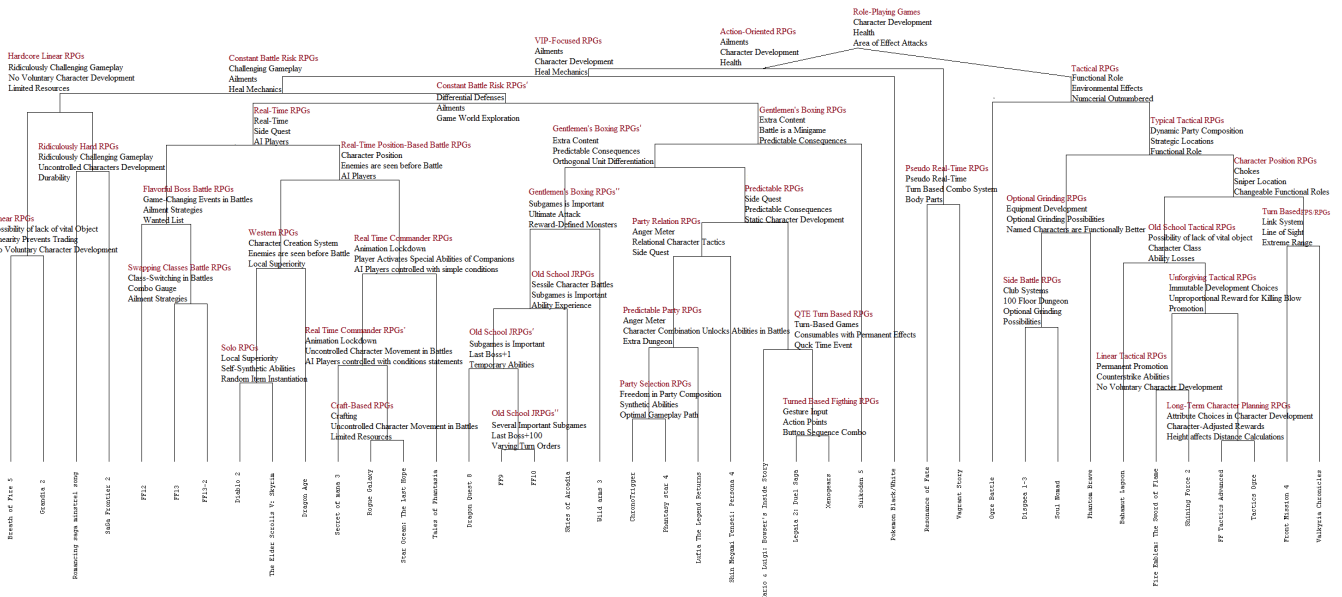 Role-Playing Games
Character Development
Health
Area of Effect Attacks
Action-Oriented RPGs
Ailments
Character Development
Health
VIP-Focused RPGs
Ailments
Character Development
Heal Mechanics
Hardcore Linear RPGs
Ridiculously Challenging Gameplay
No Voluntary Character Development
Limited Resources
Constant Battle Risk RPGs
Challenging Gameplay
Ailments
Heal Mechanics
Constant Battle Risk RPGs'
Differential Defenses
Ailments
Game World Exploration
Tactical RPGs
Functional Role
Environmental Effects
Numcerial Outnumbered
Real-Time RPGs
Real-Time
Side Quest
AI Players
Gentlemen's Boxing RPGs
Extra Content
Battle is a Minigame
Predictable Consequences
Gentlemen's Boxing RPGs'
Extra Content
Predictable Consequences
Orthogonal Unit Differentiation
Typical Tactical RPGs
Dynamic Party Composition
Strategic Locations
Functional Role
Ridiculously Hard RPGs
Ridiculously Challenging Gameplay
Uncontrolled Characters Development
Durability
Real-Time Position-Based Battle RPGs
Character Position
Enemies are seen before Battle
AI Players
Pseudo Real-Time RPGs
Pseudo Real-Time
Turn Based Combo System
Body Parts
Character Position RPGs
Chokes
Sniper Location
Changeable Functional Roles
Flavorful Boss Battle RPGs
Game-Changing Events in Battles
Ailment Strategies
Wanted List
Gentlemen's Boxing RPGs''
Subgames is Important
Ultimate Attack
Reward-Defined Monsters
Predictable RPGs
Side Quest
Predictable Consequences
Static Character Development
Optional Grinding RPGs
Equipment Development
Optional Grinding Possibilities
Named Characters are Functionally Better
near RPGs
ossibility of lack of vital Object
nearity Prevents Trading
o Voluntary Character Development
Western RPGs
Character Creation System
Enemies are seen before Battle
Local Superiority
Real Time Commander RPGs
Animation Lockdown
Player Activates Special Abilities of Companions
AI Players controlled with simple conditions
Party Relation RPGs
Anger Meter
Relational Character Tactics
Side Quest
Old School Tactical RPGs
Possibility of lack of vital object
Character Class
Ability Losses
Turn Based FPS/RPGs
Link System
Line of Sight
Extreme Range
Swapping Classes Battle RPGs
Class-Switching in Battles
Combo Gauge
Ailment Strategies
Old School JRPGs
Sessile Character Battles
Subgames is Important
Ability Experience
Side Battle RPGs
Club Systems
100 Floor Dungeon
Optional Grinding
Possibilities
Unforgiving Tactical RPGs
Immutable Development Choices
Unproportional Reward for Killing Blow
Promotion
Solo RPGs
Local Superiority
Self-Synthetic Abilities
Random Item Instantiation
Real Time Commander RPGs'
Animation Lockdown
Uncontrolled Character Movement in Battles
AI Players controlled with conditions statements
Old School JRPGs'
Subgames is Important
Last Boss+1
Temporary Abilities
Predictable Party RPGs
Anger Meter
Character Combination Unlocks Abilities in Battles
Extra Dungeon
QTE Turn Based RPGs
Turn-Based Games
Consumables with Permanent Effects
Quck Time Event
Linear Tactical RPGs
Permanent Promotion
Counterstrike Abilities
No Voluntary Character Development
Craft-Based RPGs
Crafting
Uncontrolled Character Movement in Battles
Limited Resources
Old School JRPGs''
Several Important Subgames
Last Boss+100
Varying Turn Orders
Party Selection RPGs
Freedom in Party Composition
Synthetic Abilities
Optimal Gameplay Path
Turned Based Figthing RPGs
Gesture Input
Action Points
Button Sequence Combo
Long-Term Character Planning RPGs
Attribute Choices in Character Development
Character-Adjusted Rewards
Height affects Distance Calculations
Breath of Fire 5
Grandia 2
Romancing saga minstrel song
SaGa Frontier 2
FF12
FF13
FF13-2
Diablo 2
The Elder Scrolls V: Skyrim
Dragon Age
Secret of mana 3
Rogue Galaxy
Star Ocean: The Last Hope
Tales of Phantasia
Dragon Quest 8
FF9
FF10
Skies of Arcadia
Wild arms 3
ChronoTrigger
Phantasy star 4
Lufia The Legend Returns
Shin Megami Tensei: Persona 4
ario & Luigi: Bowser's Inside Story
Legaia 2: Duel Saga
Xenogears
Suikoden 5
Pokemon Black/White
Resonance of Fate
Vagrant Story
Ogre Battle
Disgaea 1-3
Soul Nomad
Phantom Brave
Bahamut Lagoon
Fire Emblem: The Sword of Flame
Shining Force 2
FF Tactics Advanced
Tactics Ogre
Front Mission 4
Valkyria Chronicles